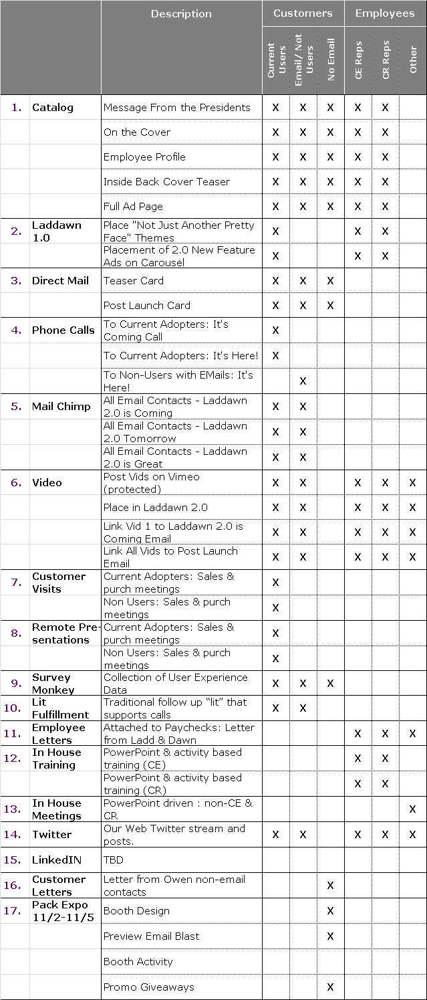 Description Customers Employees
Current Users Email/ Not Users No Email CE Reps CR Reps Other
1. Catalog Message From the Presidents X X X X X
On the Cover X X X X X
Employee Profile X X X X X
Inside Back Cover Teaser X X X X X
Full Ad Page X X X X X
2. Laddawn Place "Not Just Another Pretty
1.0 Face" Themes X X X
Placement of 2.0 New Feature
Ads on Carousel X X X
3. Direct Mail Teaser Card X X X
Post Launch Card X X X
4. Phone Calls To Current Adopters: It's
Coming Call X
To Current Adopters: It's Here! X
To Non-Users with EMails: It's
Here! X
5. Mail Chimp All Email Contacts - Laddawn
2.0 is Coming X X
All Email Contacts - Laddawn
2.0 Tomorrow X X
All Email Contacts - Laddawn
2.0 is Great X X
6. Video Post Vids on Vimeo
(protected) X X X X X
Place in Laddawn 2.0 X X X X X
Link Vid 1 to Laddawn 2.0 is
Coming Email X X X X X
Link All Vids to Post Launch
Email X X X X X
7. Customer Current Adopters: Sales &
Visits purch meetings X
Non Users: Sales & purch
meetings X
8. Remote Pre- Current Adopters: Sales &
sentations purch meetings X
Non Users: Sales & purch
meetings X
9. Survey Collection of User Experience
Monkey Data X X X
10. Lit Traditional follow up “lit” that
Fulfillment supports calls X X
11. Employee Attached to Paychecks: Letter
Letters from Ladd & Dawn X X X
12. In House PowerPoint & activity based
Training training (CE) X X
PowerPoint & activity based
training (CR) X X
13. In House PowerPoint driven : non-CE &
Meetings CR X
14. Twitter Our Web Twitter stream and
posts. X X X X X
15. LinkedIN TBD
16. Customer Letter from Owen non-email
Letters contacts X
17. Pack Expo
11/2-11/5 Booth Design X
Preview Email Blast X
Booth Activity
Promo Giveaways X